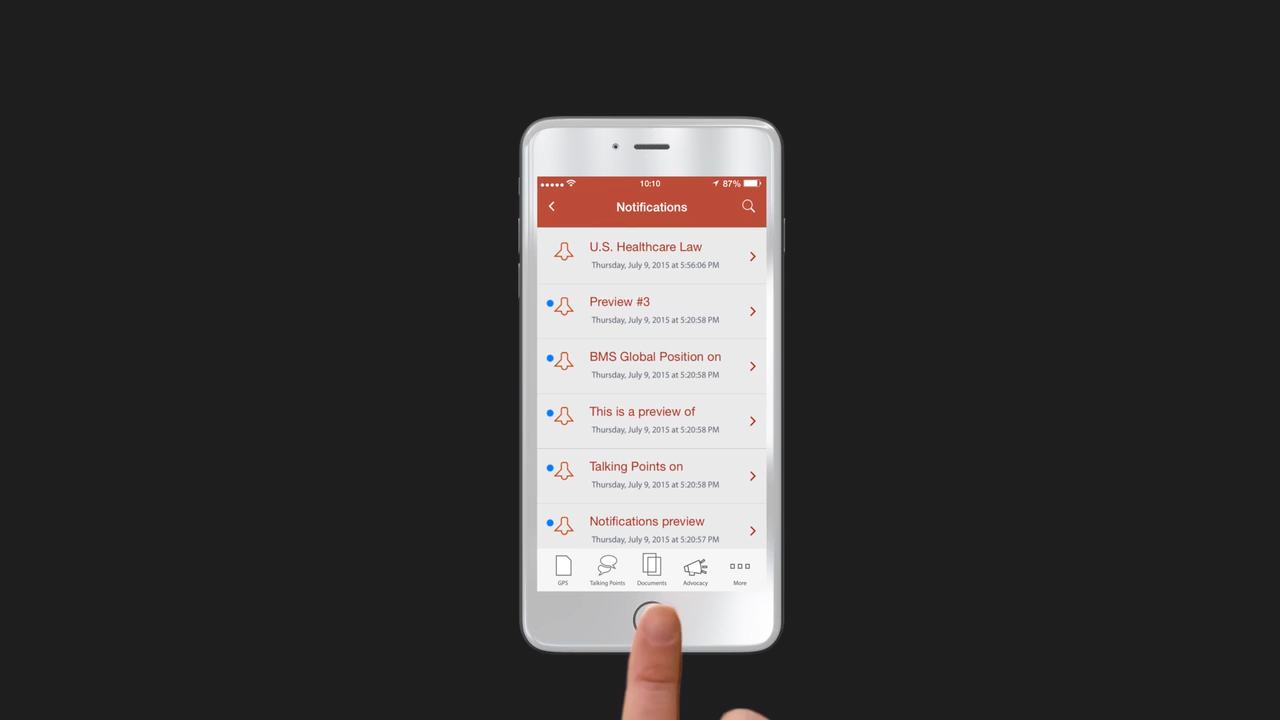 10:10
87%
Notifications
U.S. Healthcare Law
Thursday, July 9, 2015 at 5:56:06 PM
Preview #3
Thursday, July 9, 2015 at 5:20:58 PM
BMS Global Position on
Thursday, July 9, 2015 at 5:20:58 PM
This is a preview of
Thursday, July 9, 2015 at 5:20:58 PM
Talking Points on
Thursday, July 9, 2015 at 5:20:58 PM
Notifications preview
Thursday, July 9, 2015 at 5:20:57 PM
GPS
Talking Points
Documents
Advocacy
More